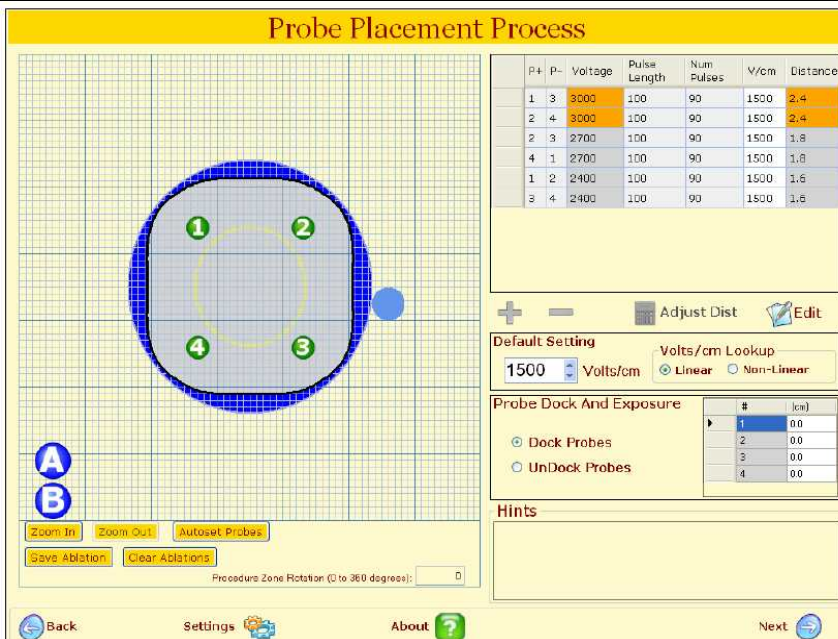 Probe Placement Process
P+ P- Voltage Pulse Length Num Pulses V/cm Distance
1 3 3000 100 90 1500 2.4
2 4 3000 100 90 1500 2.4
2 3 2700 100 90 1500 1.8
4 1 2700 100 90 1500 1.8
1 2 2400 100 90 1500 1.6
3 4 2400 100 90 1500 1.6
1 2
4 3
A
B
Adjust Dist Edit
Default Setting
1500 Volts/cm
Volts/cm Lookup
Linear Non-Linear
Probe Dock And Exposure
Dock Probes
UnDock Probes
# (cm)
1 0.0
2 0.0
3 0.0
4 0.0
Hints
Zoom In Zoom Out Autoset Probes
Save Ablation Clear Ablations
Procedure Zone Rotation (0 to 360 degrees): 0
Back Settings About ? Next